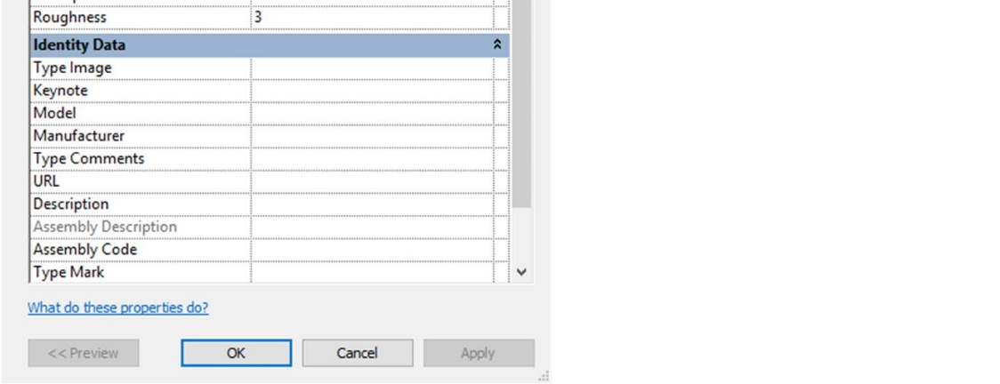 Roughness 3
Identity Data
Type Image
Keynote
Model
Manufacturer
Type Comments
URL
Description
Assembly Description
Assembly Code
Type Mark
What do these properties do?
<< Preview OK Cancel Apply